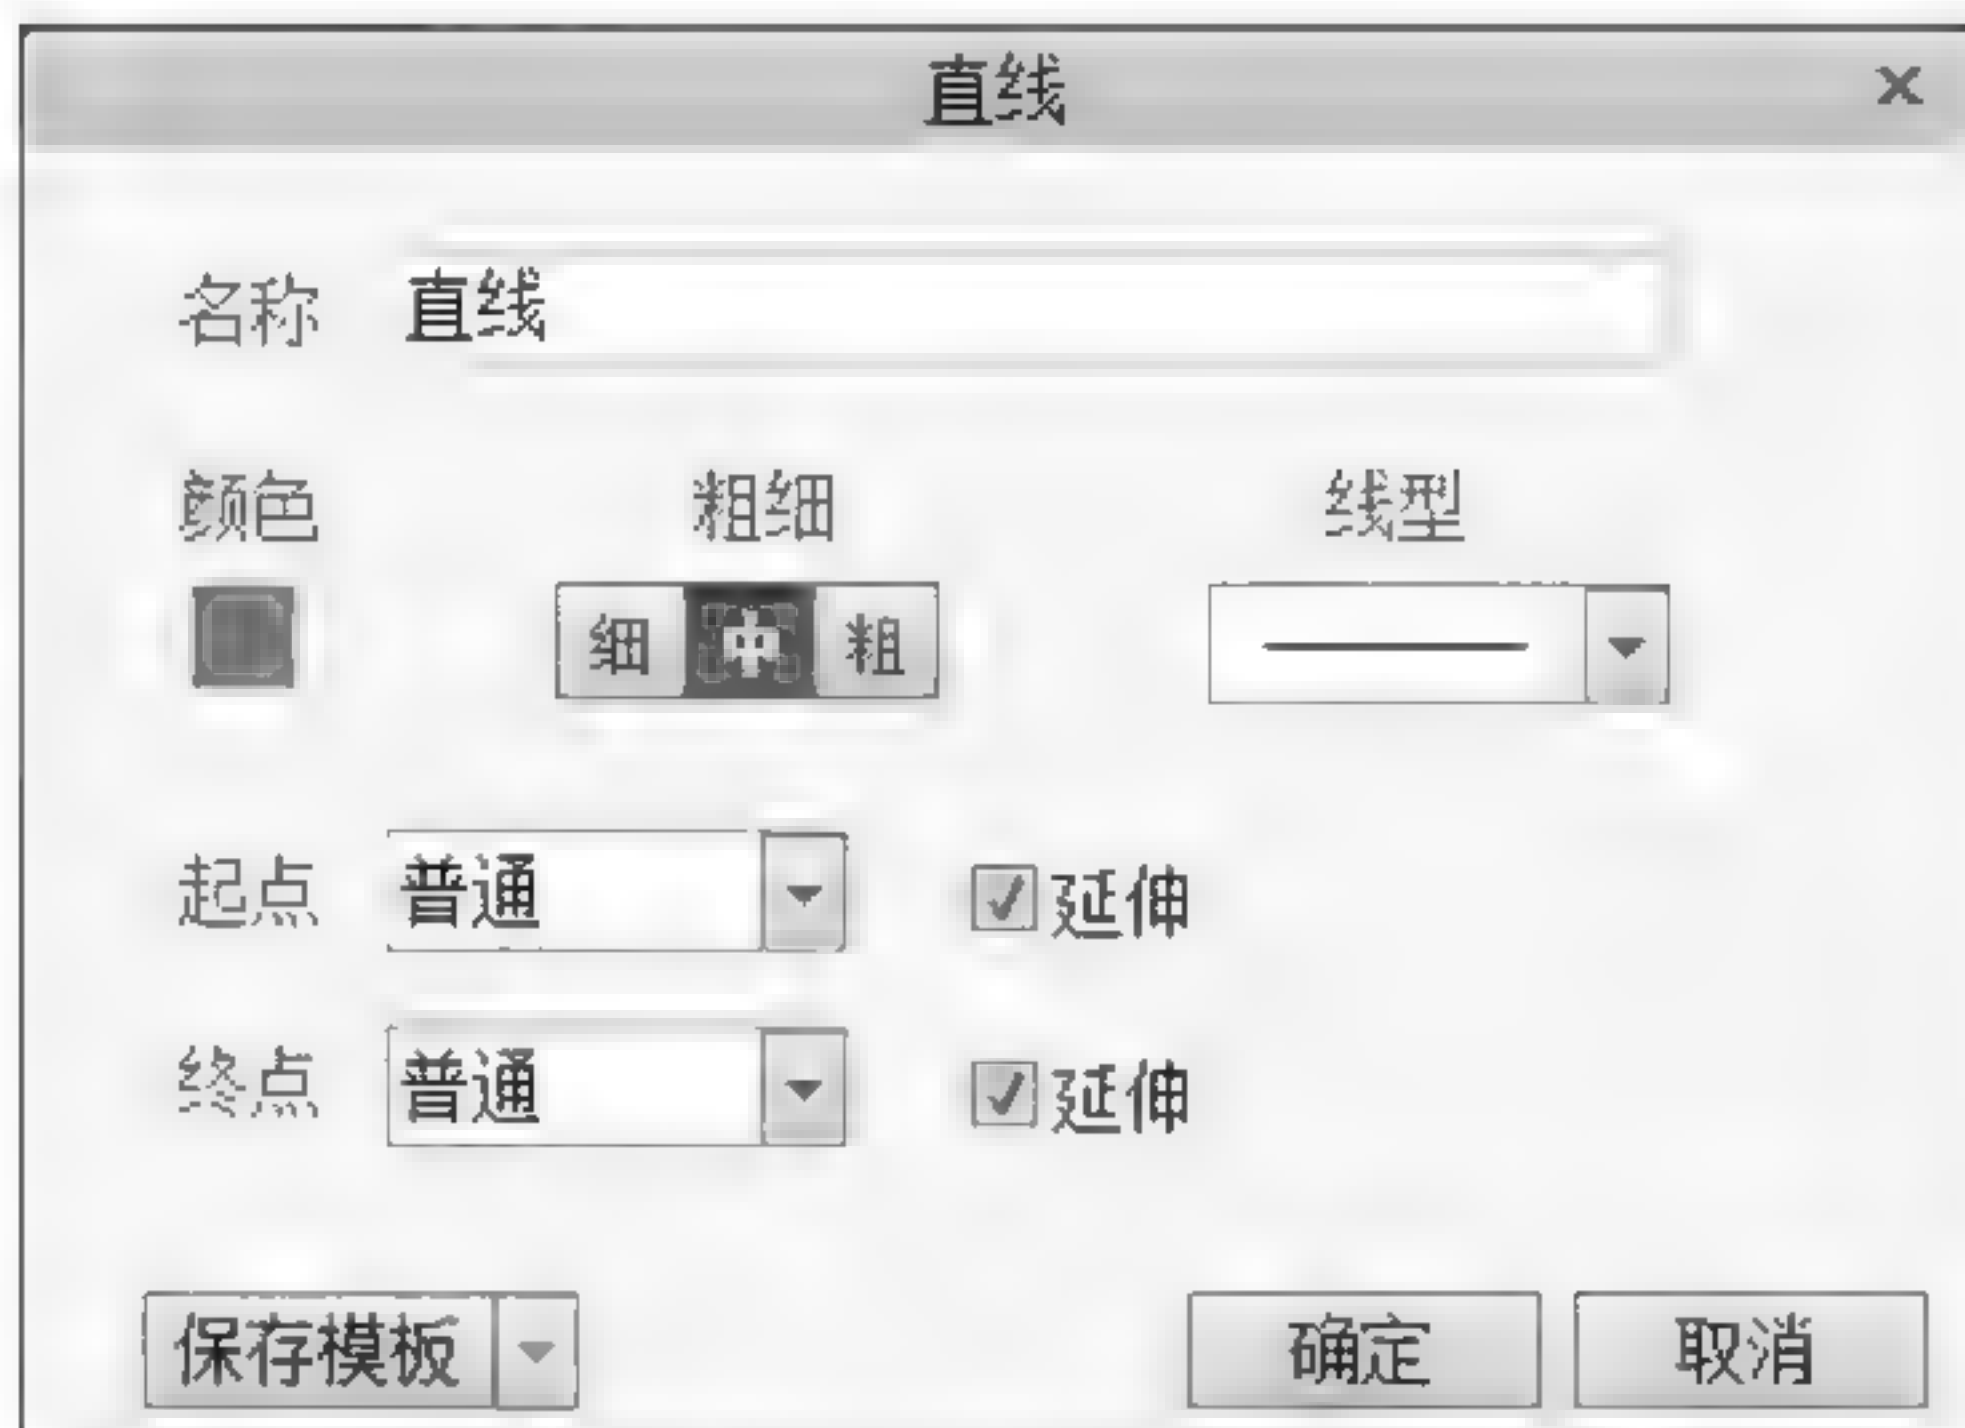 直线
名称 直线
颜色 粗细 线型
细 中 粗
起点 普通 延伸
终点 普通 延伸
保存模板 确定 取消